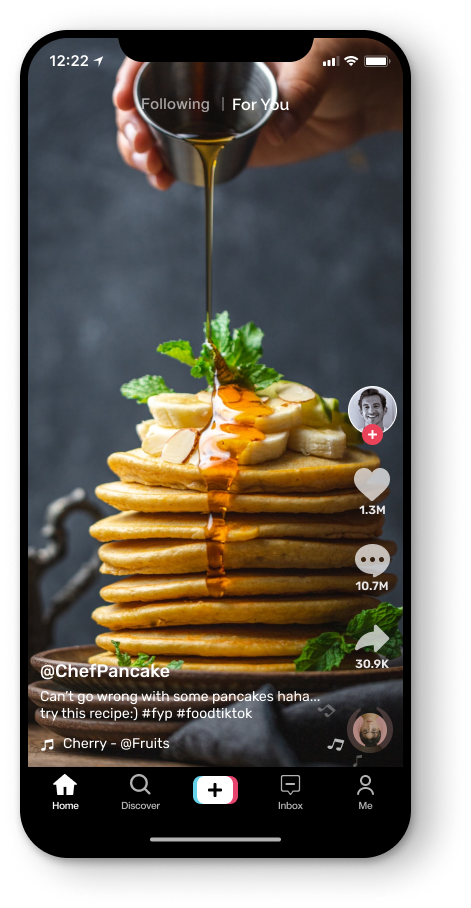 12:22
Following | For You
1.3M
10.7M
30.9K
@ChefPancake
Can't go wrong with some pancakes haha...
try this recipe:) #fyp #foodtiktok
Cherry - @Fruits
Home Discover Inbox Me